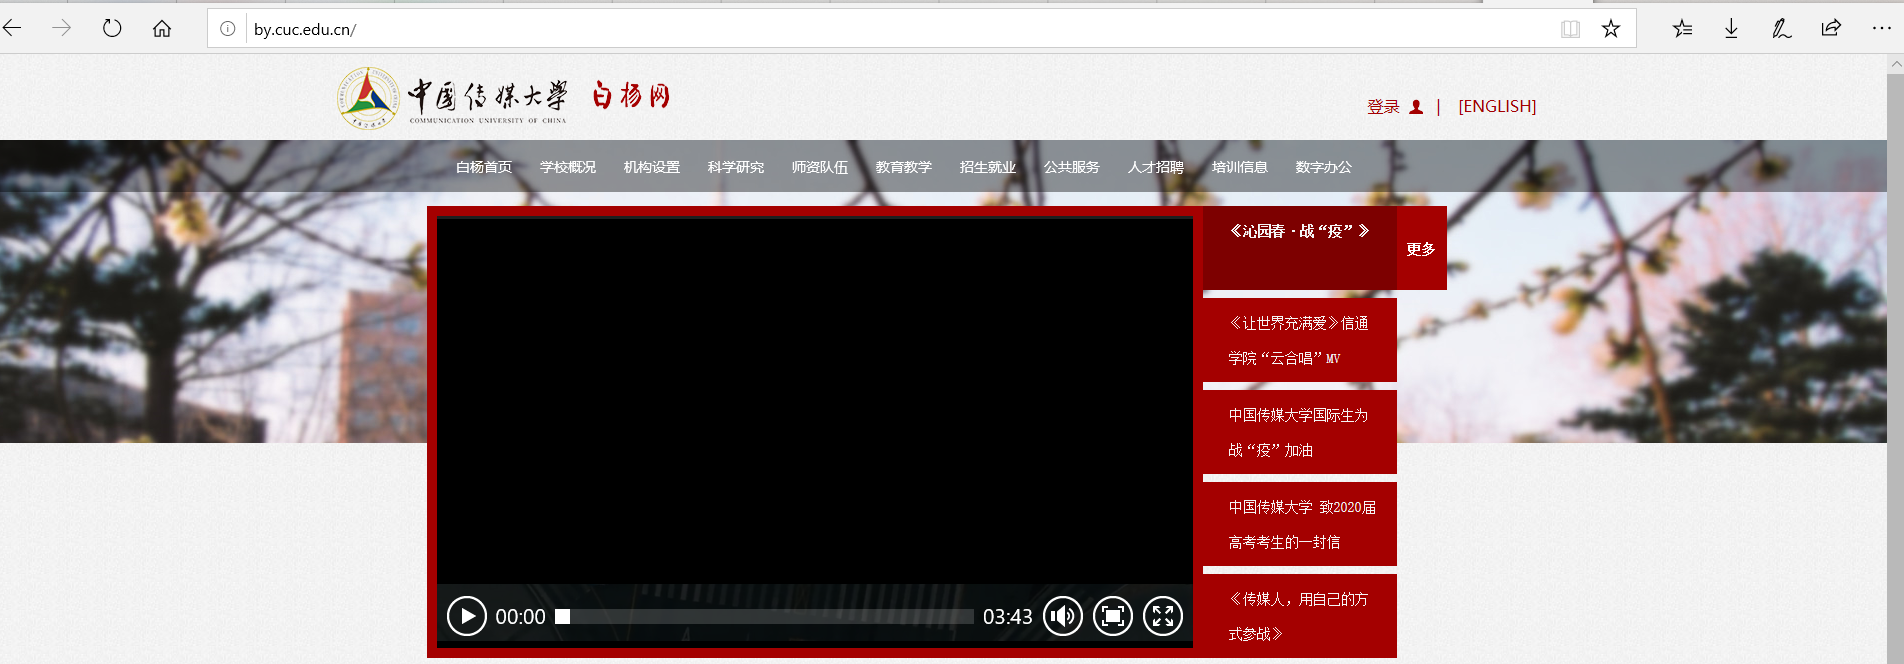 by.cuc.edu.cn/
中国传媒大学 白杨网
COMMUNICATION UNIVERSITY OF CHINA
登录 | [ENGLISH]
白杨首页 学校概况 机构设置 科学研究 师资队伍 教育教学 招生就业 公共服务 人才招聘 培训信息 数字办公
《沁园春·战“疫”》
更多
《让世界充满爱》信通
学院“云合唱”MV
中国传媒大学国际生为
战“疫”加油
中国传媒大学 致2020届
高考考生的一封信
《传媒人，用自己的方
式参战》
00:00 03:43